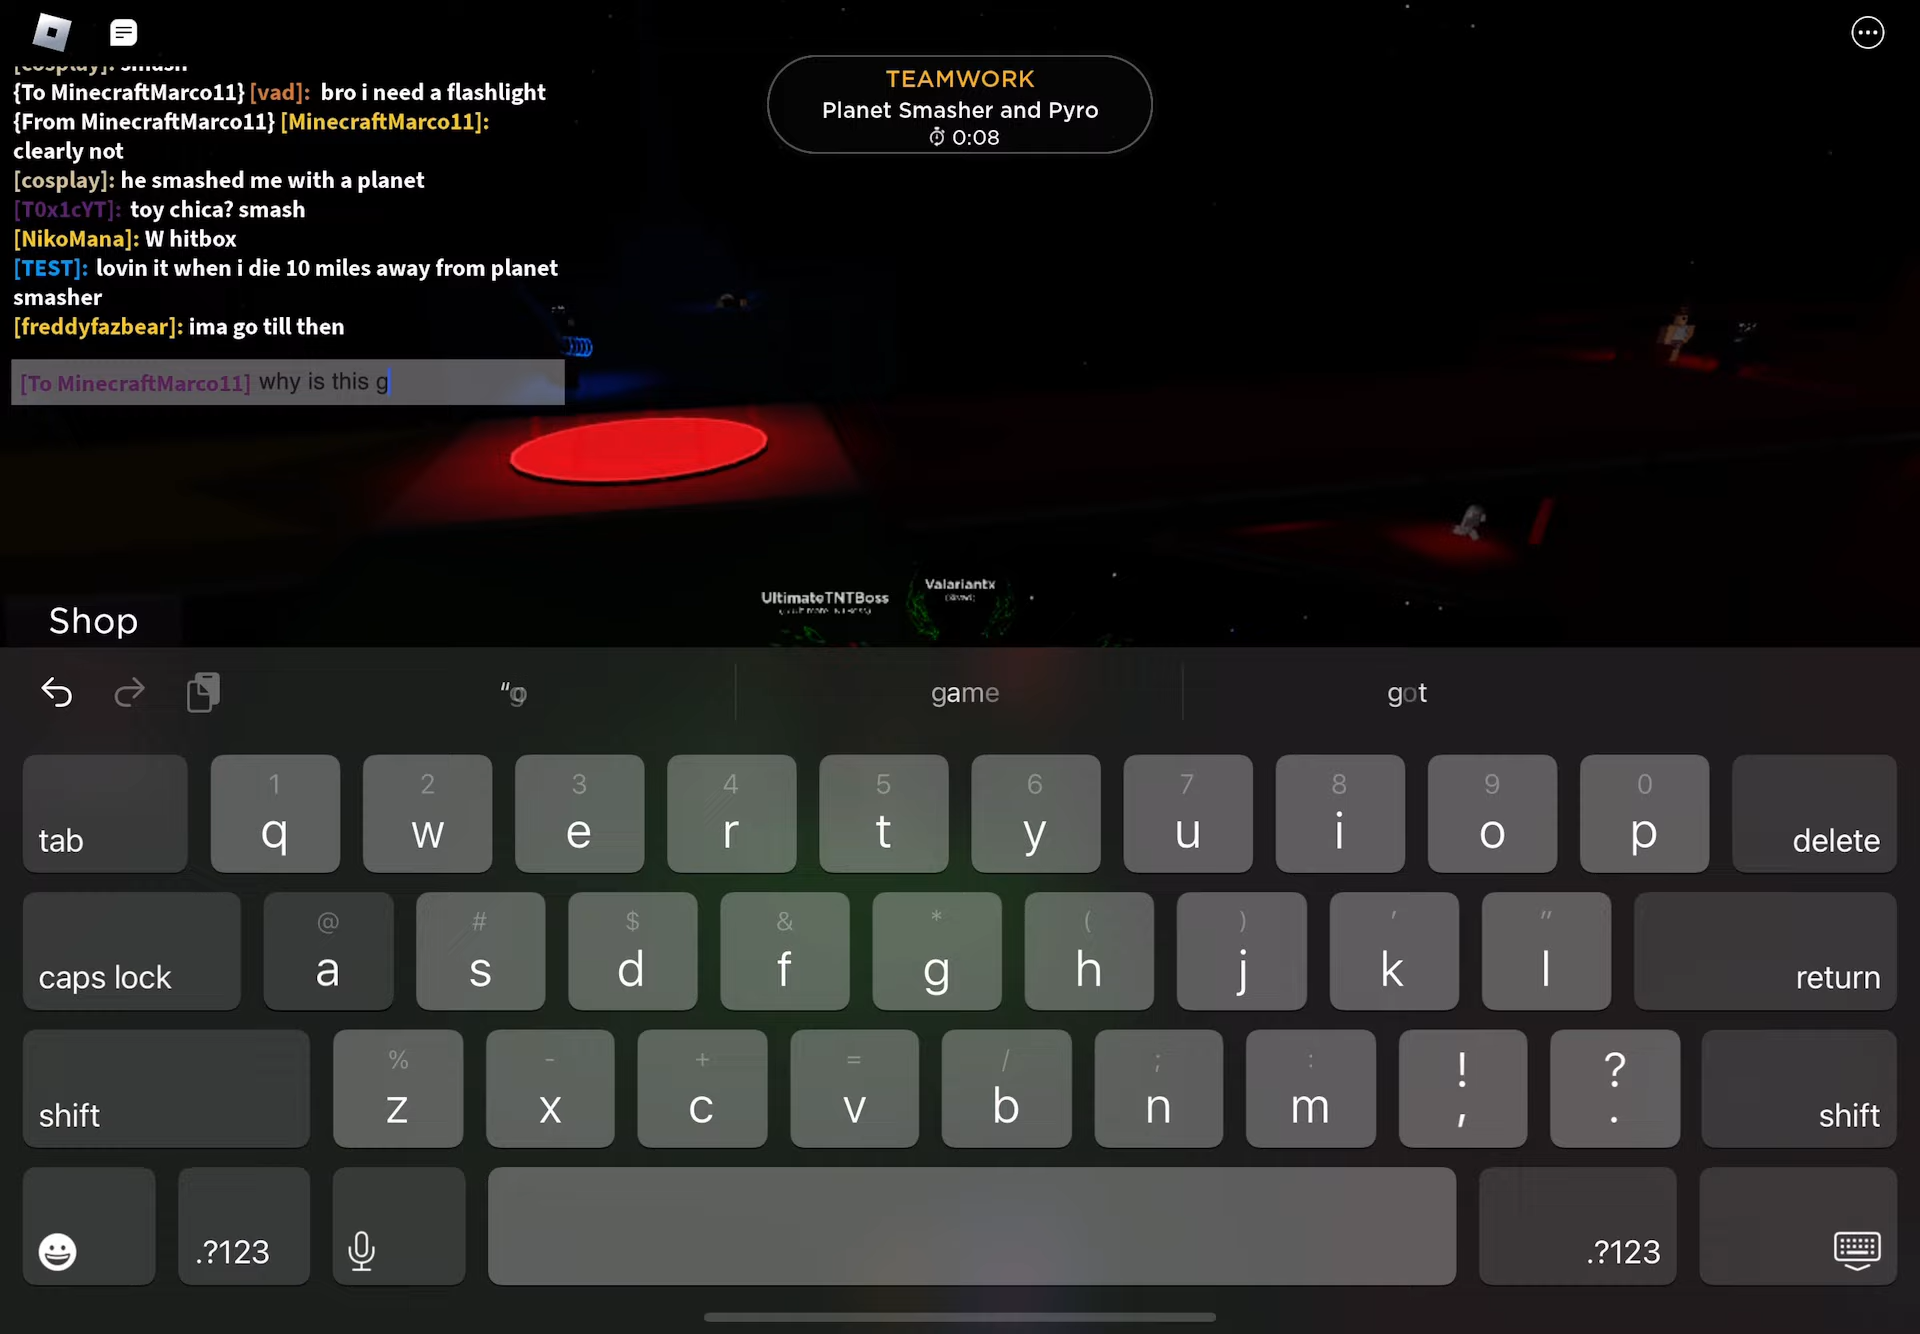 [cosplay]: smash
{To MinecraftMarco11} [vad]: bro i need a flashlight
{From MinecraftMarco11} [MinecraftMarco11]:
clearly not
[cosplay]: he smashed me with a planet
[T0x1cYT]: toy chica? smash
[NikoMana]: W hitbox
[TEST]: lovin it when i die 10 miles away from planet
smasher
[freddyfazbear]: ima go till then
[To MinecraftMarco11] why is this g
TEAMWORK
Planet Smasher and Pyro
0:08
UltimateTNTBoss
Valariantx
Shop
“g game got
tab 1 q 2 w 3 e 4 r 5 t 6 y 7 u 8 i 9 o 0 p delete
caps lock @ a # s $ d & f * g ( h ) j ' k " l return
shift % z - x + c = v / b ; n : m ! , ? . shift
.?123 .?123